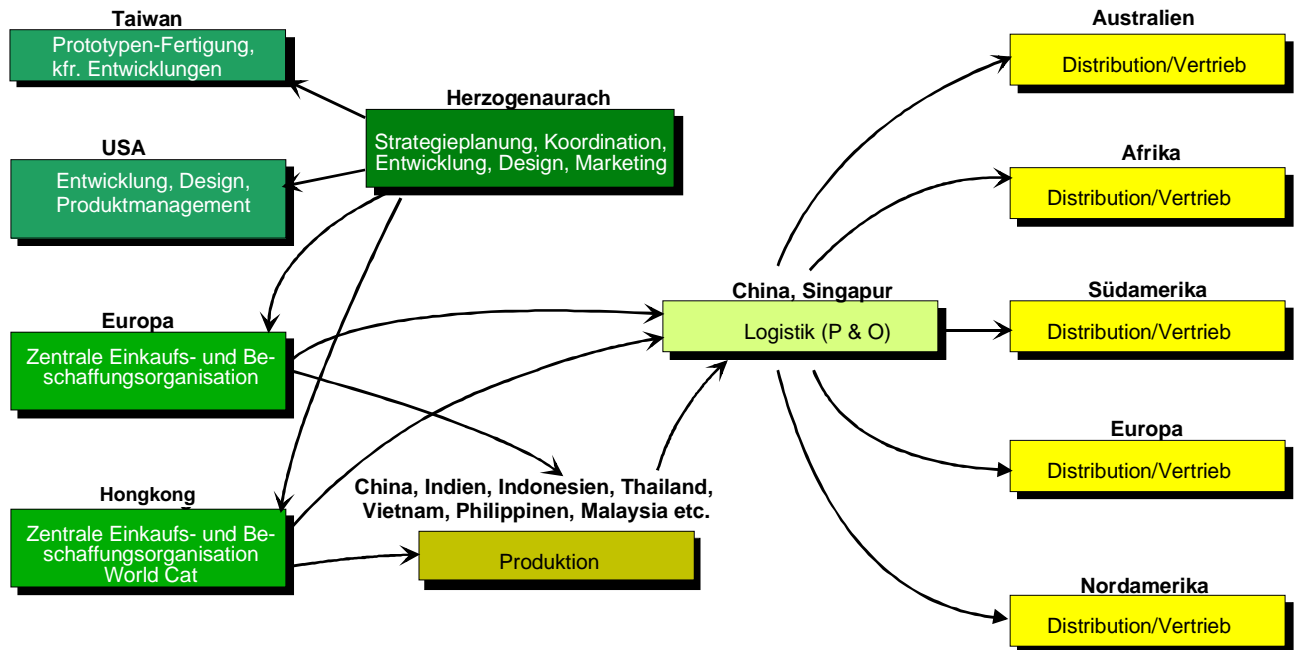 Taiwan
Prototypen-Fertigung,
kfr. Entwicklungen
USA
Entwicklung, Design,
Produktmanagement
Europa
Zentrale Einkaufs- und Be-
schaffungsorganisation
Hongkong
Zentrale Einkaufs- und Be-
schaffungsorganisation
World Cat
Herzogenaurach
Strategieplanung, Koordination,
Entwicklung, Design, Marketing
China, Indien, Indonesien, Thailand,
Vietnam, Philippinen, Malaysia etc.
Produktion
China, Singapur
Logistik (P & O)
Australien
Distribution/Vertrieb
Afrika
Distribution/Vertrieb
Südamerika
Distribution/Vertrieb
Europa
Distribution/Vertrieb
Nordamerika
Distribution/Vertrieb